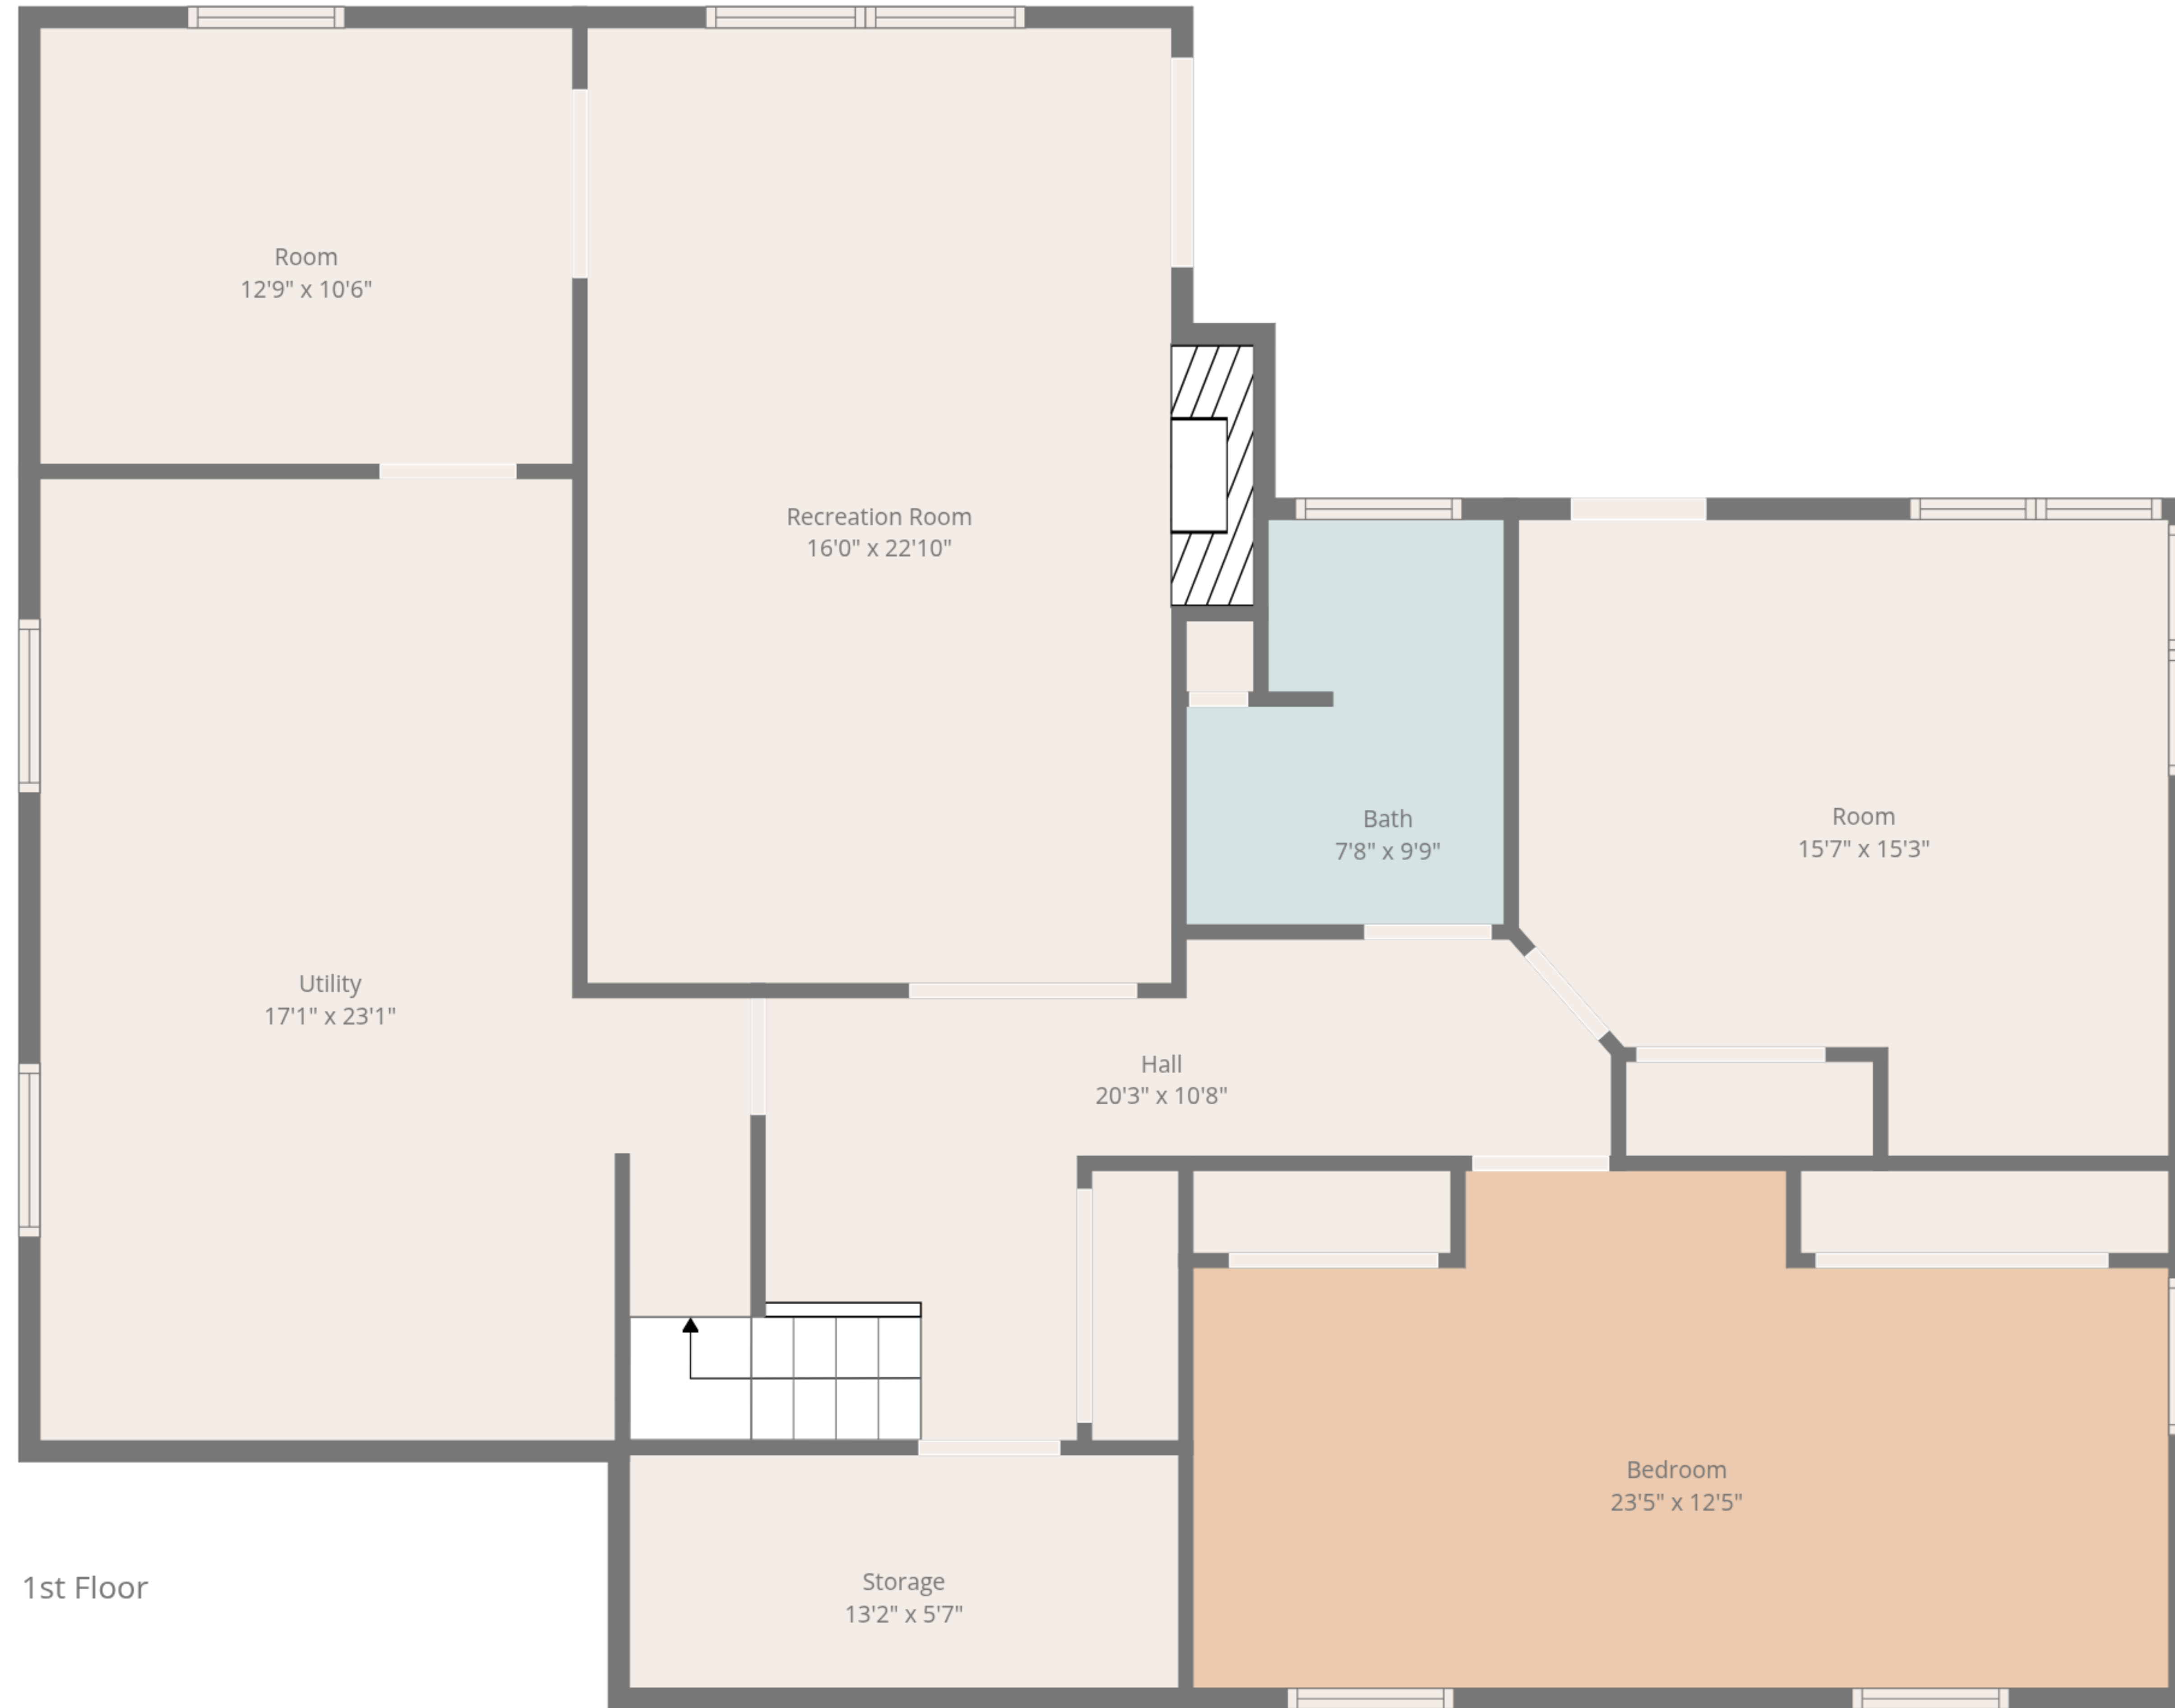 Room
12'9" x 10'6"
Recreation Room
16'0" x 22'10"
Bath
7'8" x 9'9"
Room
15'7" x 15'3"
Utility
17'1" x 23'1"
Hall
20'3" x 10'8"
Bedroom
23'5" x 12'5"
Storage
13'2" x 5'7"
1st Floor